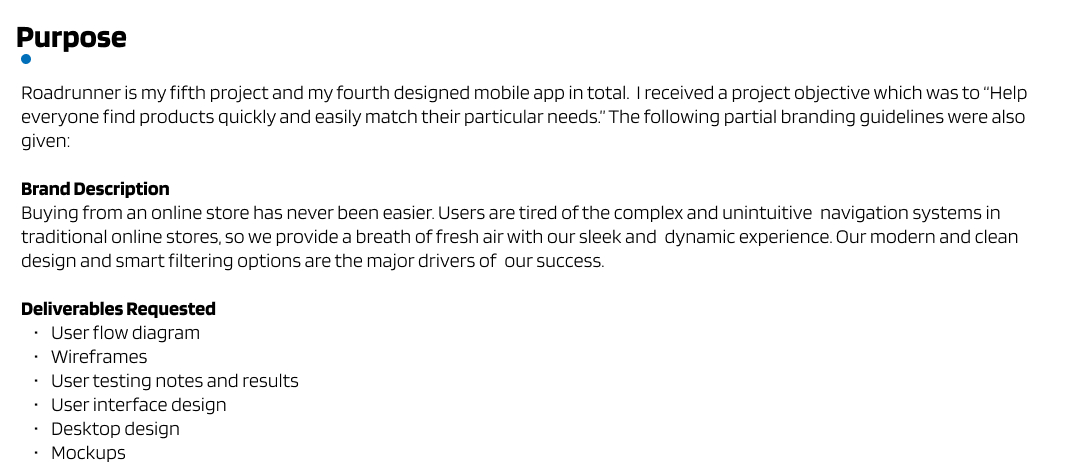 Purpose
Roadrunner is my fifth project and my fourth designed mobile app in total.  I received a project objective which was to “Help
everyone find products quickly and easily match their particular needs.” The following partial branding guidelines were also
given:
Brand Description
Buying from an online store has never been easier. Users are tired of the complex and unintuitive  navigation systems in
traditional online stores, so we provide a breath of fresh air with our sleek and  dynamic experience. Our modern and clean
design and smart filtering options are the major drivers of  our success.
Deliverables Requested
· User flow diagram
· Wireframes
· User testing notes and results
· User interface design
· Desktop design
· Mockups